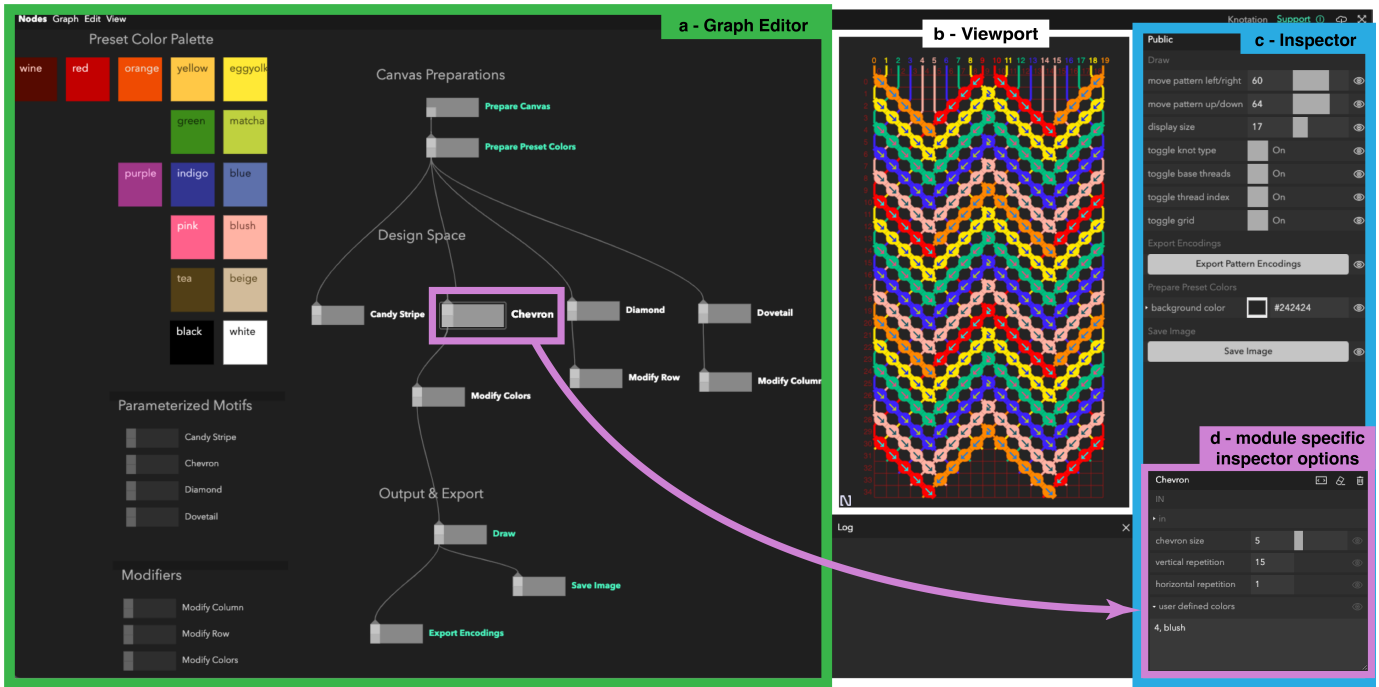 Nodes Graph Edit View
a - Graph Editor
Preset Color Palette
wine red orange yellow eggyolk
green matcha
purple indigo blue
pink blush
tea beige
black white
Parameterized Motifs
Candy Stripe
Chevron
Diamond
Dovetail
Modifiers
Modify Column
Modify Row
Modify Colors
Canvas Preparations
Prepare Canvas
Prepare Preset Colors
Design Space
Candy Stripe
Chevron
Diamond
Dovetail
Modify Row
Modify Column
Modify Colors
Output & Export
Draw
Save Image
Export Encodings
b - Viewport
0 1 2 3 4 5 6 7 8 9 10 11 12 13 14 15 16 17 18 19
N
Log
Knotation Support
c - Inspector
Public
Draw
move pattern left/right 60
move pattern up/down 64
display size 17
toggle knot type On
toggle base threads On
toggle thread index On
toggle grid On
Export Encodings
Export Pattern Encodings
Prepare Preset Colors
background color #242424
Save Image
Save Image
d - module specific
inspector options
Chevron
IN
in
chevron size 5
vertical repetition 15
horizontal repetition 1
user defined colors
4, blush